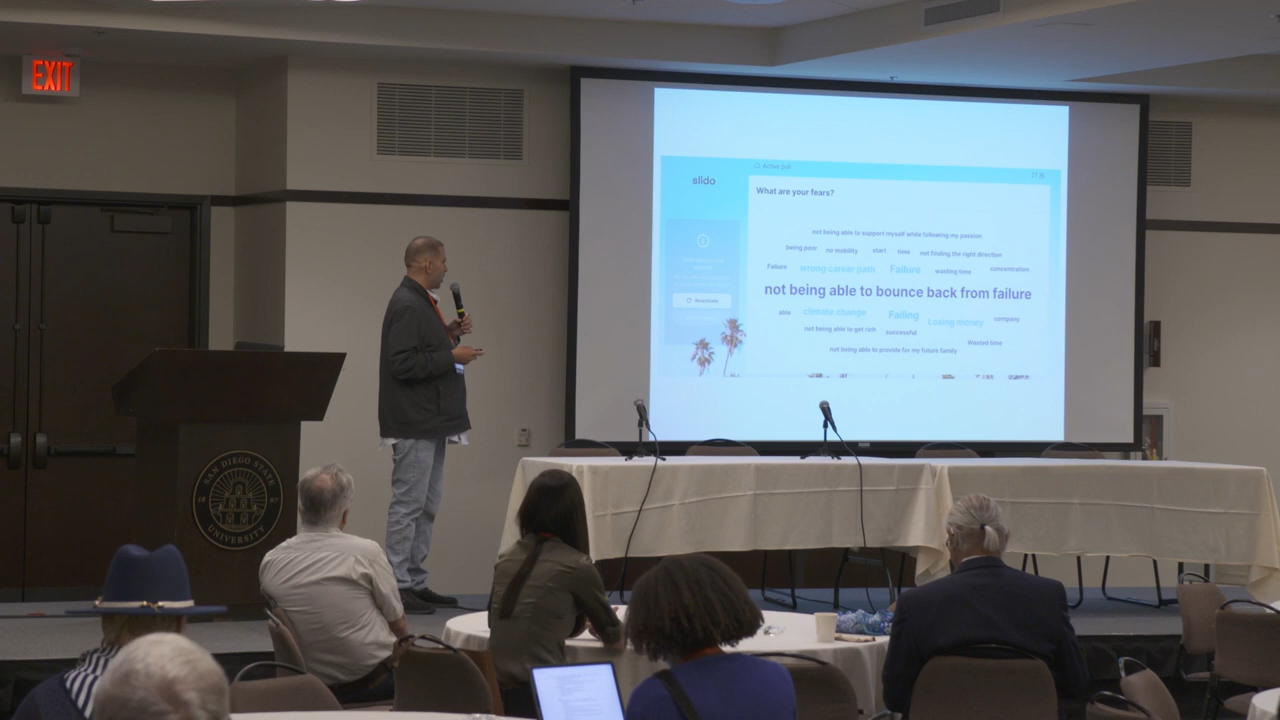 EXIT
Active poll
slido
What are your fears?
not being able to support myself while following my passion
being poor no mobility start time not finding the right direction
Failure wrong career path Failure wasting time concentration
not being able to bounce back from failure
able climate change Failing Losing money company
not being able to get rich successful
Wasted time
not being able to provide for my future family
Reactivate
SAN DIEGO STATE
18 97
UNIVERSITY